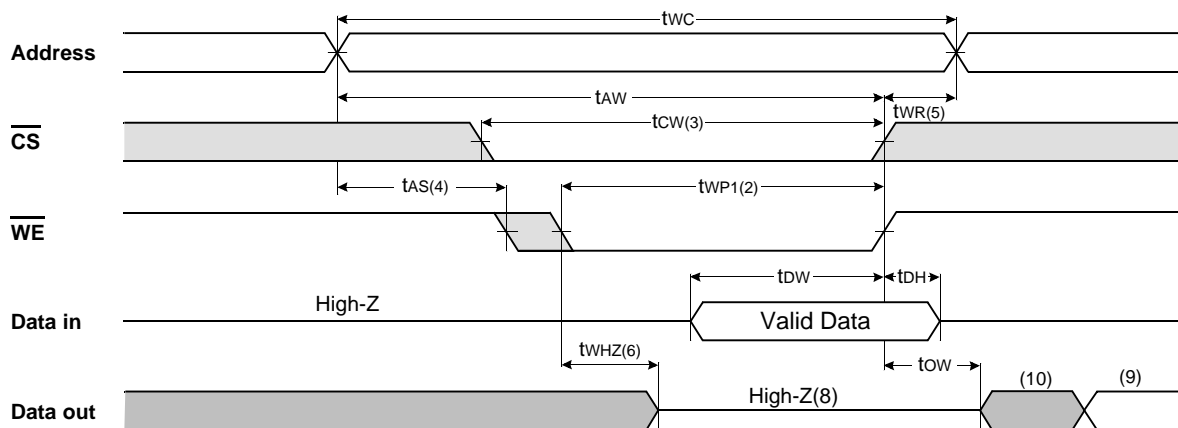 tWC
Address
tAW
tWR(5)
tCW(3)
CS
tAS(4)
tWP1(2)
WE
tDW
tDH
High-Z
Data in
Valid Data
tWHZ(6)
tOW
(10)
(9)
High-Z(8)
Data out